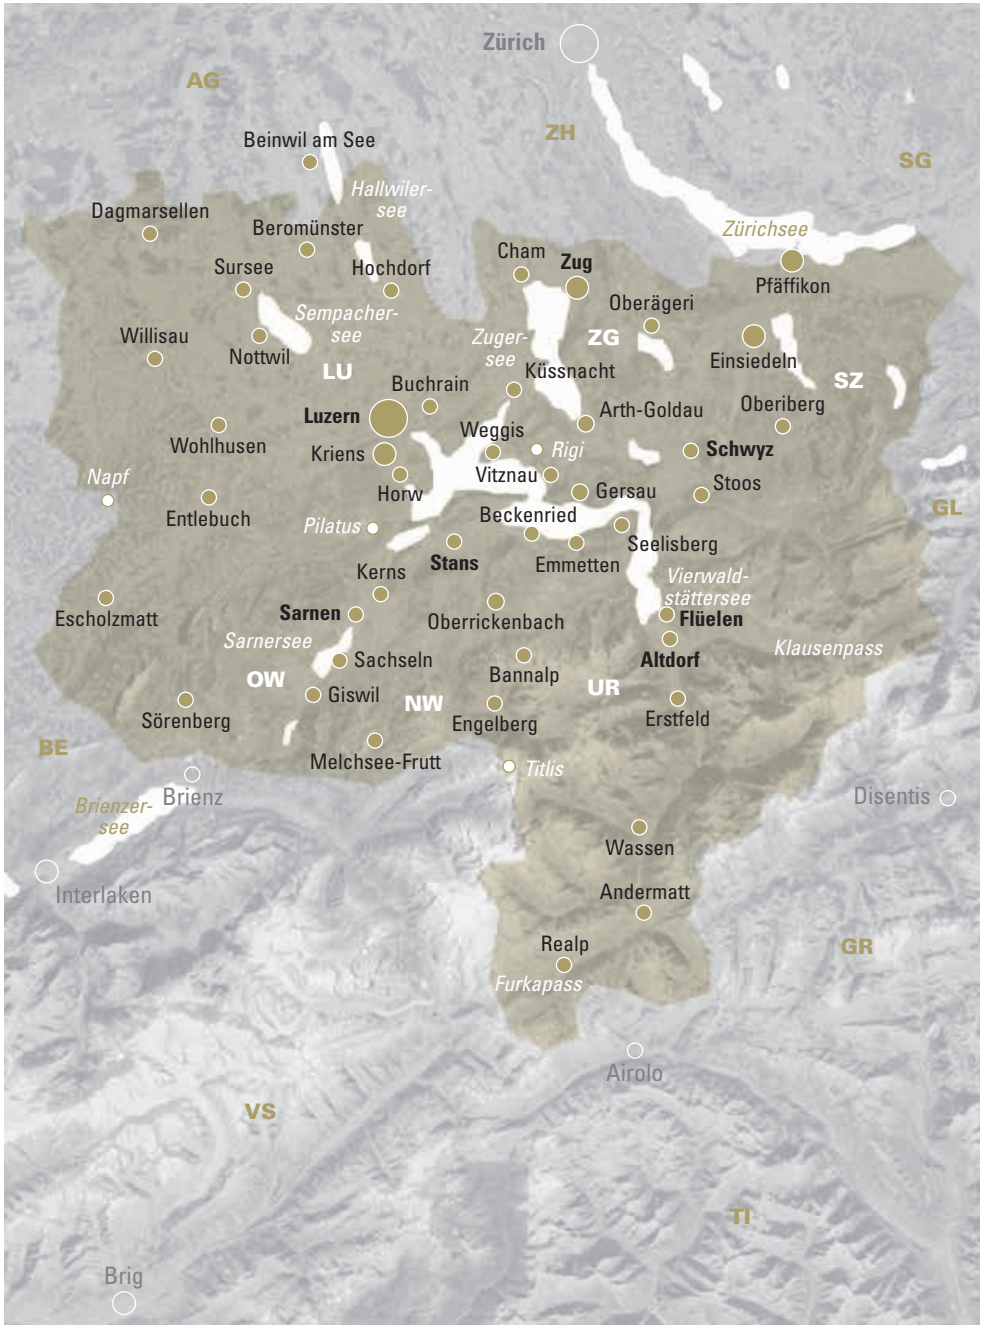 Zürich
AG
ZH
SG
Beinwil am See
Hallwiler-
see
Dagmarsellen
Beromünster
Zürichsee
Cham
Zug
Sursee
Hochdorf
Pfäffikon
Oberägeri
Sempacher-
see
Willisau
Nottwil
Zuger-
see
ZG
Einsiedeln
LU
Küssnacht
SZ
Buchrain
Luzern
Arth-Goldau
Oberiberg
Wohlhusen
Weggis
Kriens
Rigi
Schwyz
Napf
Vitznau
Horw
Gersau
Stoos
Entlebuch
Pilatus
Beckenried
GL
Stans
Emmetten
Seelisberg
Kerns
Vierwald-
stättersee
Escholzmatt
Sarnen
Oberrickenbach
Flüelen
Sarnersee
Sachseln
Altdorf
Klausenpass
Bannalp
OW
Giswil
NW
UR
Sörenberg
Engelberg
Erstfeld
BE
Melchsee-Frutt
Titlis
Brienz
Disentis
Brienzer-
see
Wassen
Interlaken
Andermatt
Realp
GR
Furkapass
Airolo
VS
TI
Brig